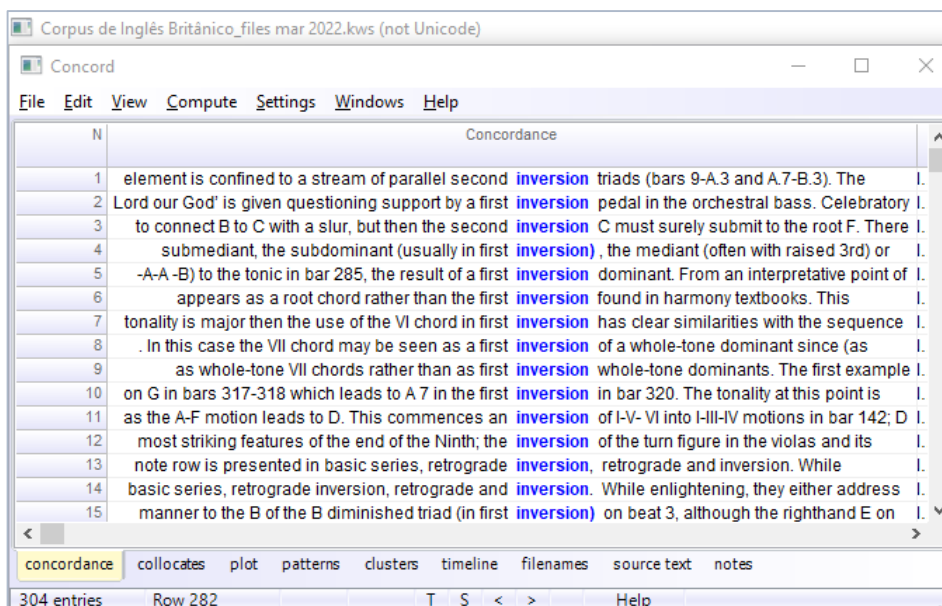 Corpus de Inglês Britânico_files mar 2022.kws (not Unicode)
Concord
File Edit View Compute Settings Windows Help
N Concordance
1 element is confined to a stream of parallel second inversion triads (bars 9-A.3 and A.7-B.3). The I.
2 Lord our God' is given questioning support by a first inversion pedal in the orchestral bass. Celebratory I.
3 to connect B to C with a slur, but then the second inversion C must surely submit to the root F. There I.
4 submediant, the subdominant (usually in first inversion) , the mediant (often with raised 3rd) or I.
5 -A-A -B) to the tonic in bar 285, the result of a first inversion dominant. From an interpretative point of I.
6 appears as a root chord rather than the first inversion found in harmony textbooks. This I.
7 tonality is major then the use of the VI chord in first inversion has clear similarities with the sequence I.
8 . In this case the VII chord may be seen as a first inversion of a whole-tone dominant since (as I.
9 as whole-tone VII chords rather than as first inversion whole-tone dominants. The first example I.
10 on G in bars 317-318 which leads to A 7 in the first inversion in bar 320. The tonality at this point is I.
11 as the A-F motion leads to D. This commences an inversion of I-V- VI into I-III-IV motions in bar 142; D I.
12 most striking features of the end of the Ninth; the inversion of the turn figure in the violas and its I.
13 note row is presented in basic series, retrograde inversion, retrograde and inversion. While I.
14 basic series, retrograde inversion, retrograde and inversion. While enlightening, they either address I.
15 manner to the B of the B diminished triad (in first inversion) on beat 3, although the righthand E on I.
concordance collocates plot patterns clusters timeline filenames source text notes
304 entries Row 282 T S < > Help